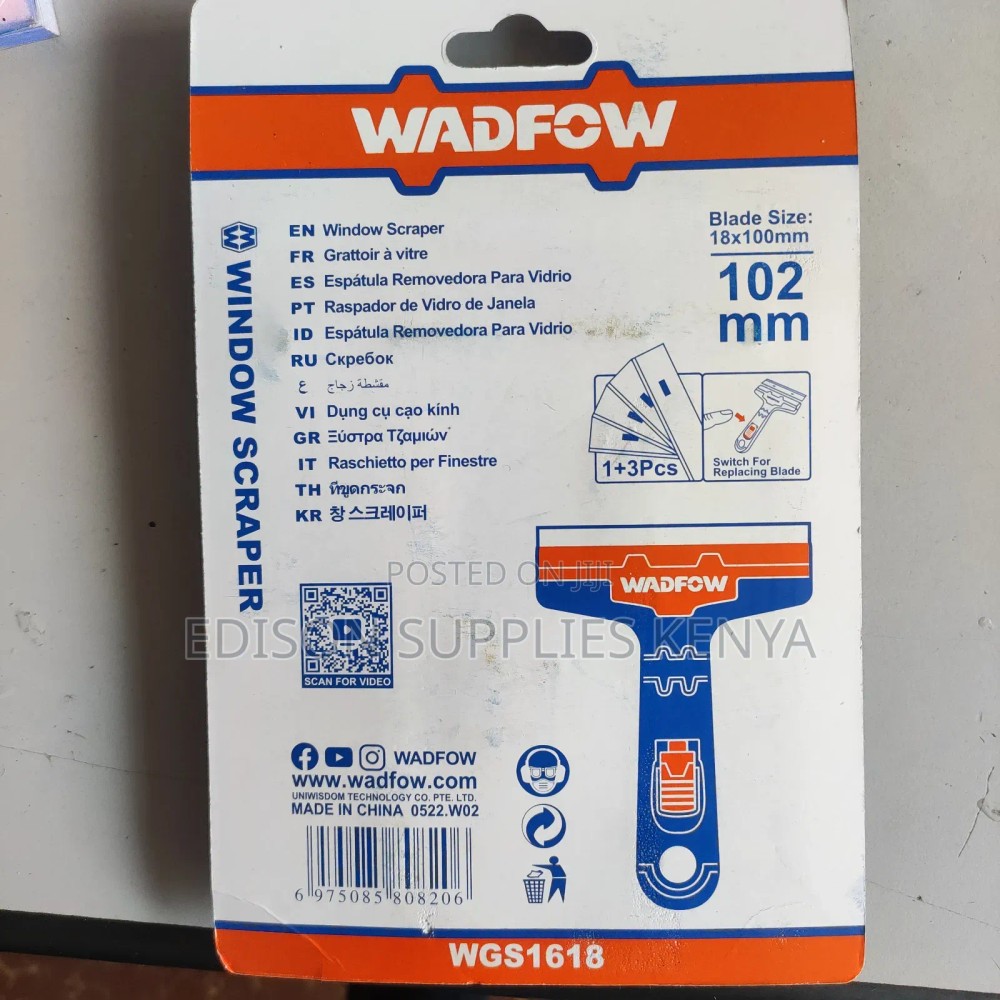 WADFOW
WINDOW SCRAPER
EN Window Scraper
FR Grattoir à vitre
ES Espátula Removedora Para Vidrio
PT Raspador de Vidro de Janela
ID Espátula Removedora Para Vidrio
RU Скребок
ع مقشطة زجاج
VI Dụng cụ cạo kính
GR Ξύστρα Τζαμιών
IT Raschietto per Finestre
TH ที่ขูดกระจก
KR 창 스크레이퍼
Blade Size:
18x100mm
102
mm
1+3Pcs
Switch For
Replacing Blade
WADFOW
POSTED ON JIJI
EDISON SUPPLIES KENYA
SCAN FOR VIDEO
WADFOW
www.wadfow.com
UNIWISDOM TECHNOLOGY CO. PTE. LTD.
MADE IN CHINA 0522.W02
6 975085 808206
WGS1618